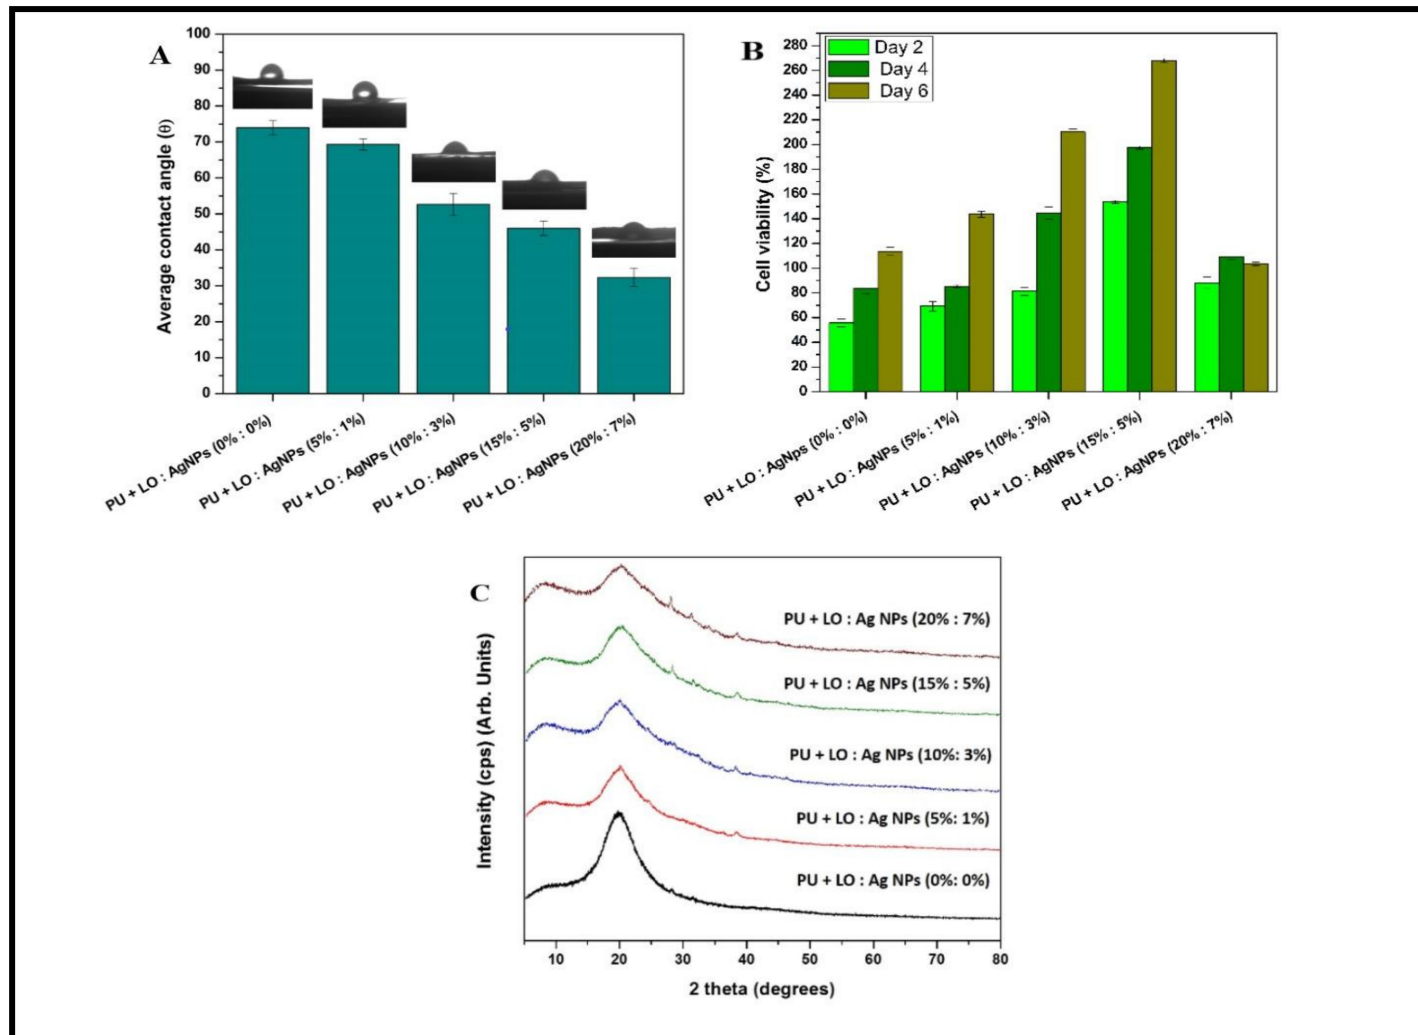 A
Average contact angle (θ)
100
90
80
70
60
50
40
30
20
10
0
PU + LO : AgNPs (0% : 0%)
PU + LO : AgNPs (5% : 1%)
PU + LO : AgNPs (10% : 3%)
PU + LO : AgNPs (15% : 5%)
PU + LO : AgNPs (20% : 7%)
B
Cell viability (%)
280
260
240
220
200
180
160
140
120
100
80
60
40
20
0
Day 2
Day 4
Day 6
PU + LO : AgNps (0% : 0%)
PU + LO : AgNPs (5% : 1%)
PU + LO : AgNPs (10% : 3%)
PU + LO : AgNPs (15% : 5%)
PU + LO : AgNPs (20% : 7%)
C
Intensity (cps) (Arb. Units)
PU + LO : Ag NPs (20% : 7%)
PU + LO : Ag NPs (15% : 5%)
PU + LO : Ag NPs (10%: 3%)
PU + LO : Ag NPs (5%: 1%)
PU + LO : Ag NPs (0%: 0%)
10 20 30 40 50 60 70 80
2 theta (degrees)